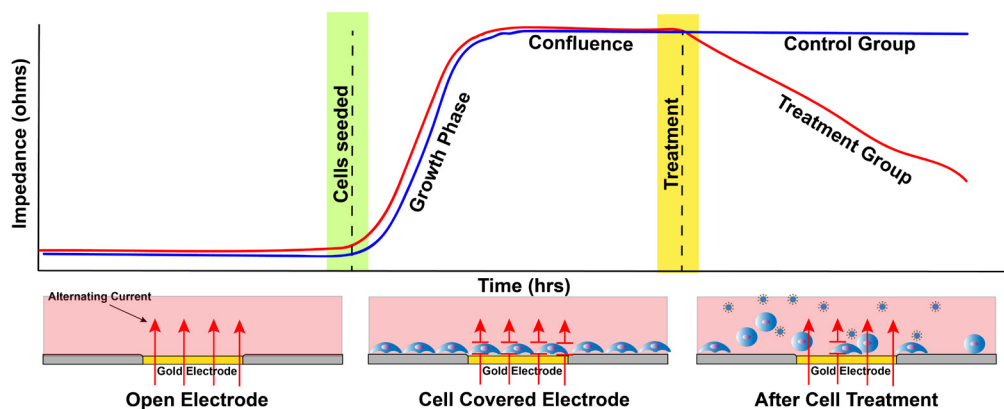 Impedance (ohms)
Cells seeded
Growth Phase
Confluence
Treatment
Control Group
Treatment Group
Time (hrs)
Alternating Current
Gold Electrode
Gold Electrode
Gold Electrode
Open Electrode
Cell Covered Electrode
After Cell Treatment